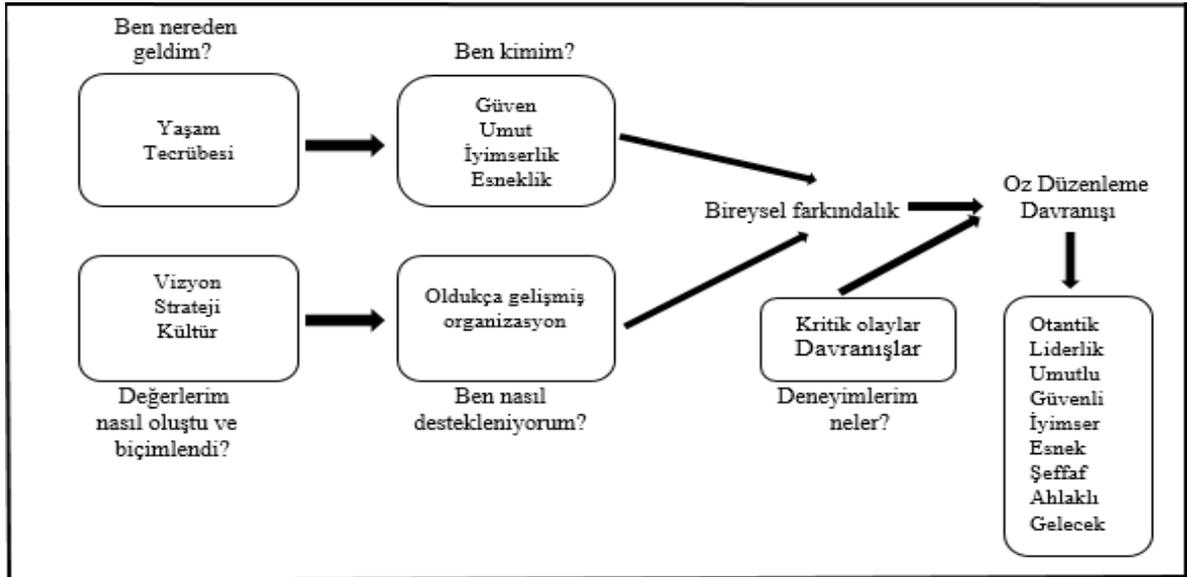 Ben nereden
geldim?
Yaşam
Tecrübesi
Ben kimim?
Güven
Umut
İyimserlik
Esneklik
Vizyon
Strateji
Kültür
Değerlerim
nasıl oluştu ve
biçimlendi?
Oldukça gelişmiş
organizasyon
Ben nasıl
destekleniyorum?
Bireysel farkındalık
Kritik olaylar
Davranışlar
Deneyimlerim
neler?
Oz Düzenleme
Davranışı
Otantik
Liderlik
Umutlu
Güvenli
İyimser
Esnek
Şeffaf
Ahlaklı
Gelecek